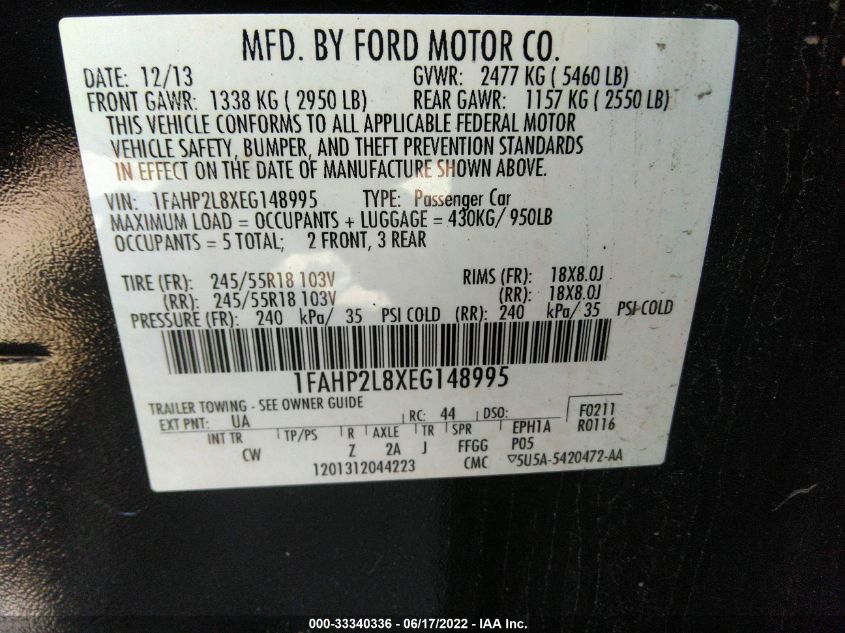 MFD. BY FORD MOTOR CO.
DATE: 12/13 GVWR: 2477 KG ( 5460 LB)
FRONT GAWR: 1338 KG ( 2950 LB) REAR GAWR: 1157 KG ( 2550 LB)
THIS VEHICLE CONFORMS TO ALL APPLICABLE FEDERAL MOTOR
VEHICLE SAFETY, BUMPER, AND THEFT PREVENTION STANDARDS
IN EFFECT ON THE DATE OF MANUFACTURE SHOWN ABOVE.
VIN: 1FAHP2L8XEG148995 TYPE: Passenger Car
MAXIMUM LOAD = OCCUPANTS + LUGGAGE = 430KG/ 950LB
OCCUPANTS = 5 TOTAL; 2 FRONT, 3 REAR
TIRE (FR): 245/55R18 103V RIMS (FR): 18X8.0J
(RR): 245/55R18 103V (RR): 18X8.0J
PRESSURE (FR): 240 kPa/ 35 PSI COLD (RR): 240 kPa/ 35 PSI COLD
1FAHP2L8XEG148995
TRAILER TOWING - SEE OWNER GUIDE
EXT PNT: UA RC: 44 DSO: F0211
INT TR TP/PS R AXLE TR SPR EPH1A R0116
CW Z 2A J FFGG P05
1201312044223 CMC ▽5U5A-5420472-AA
000-33340336 - 06/17/2022 - IAA Inc.